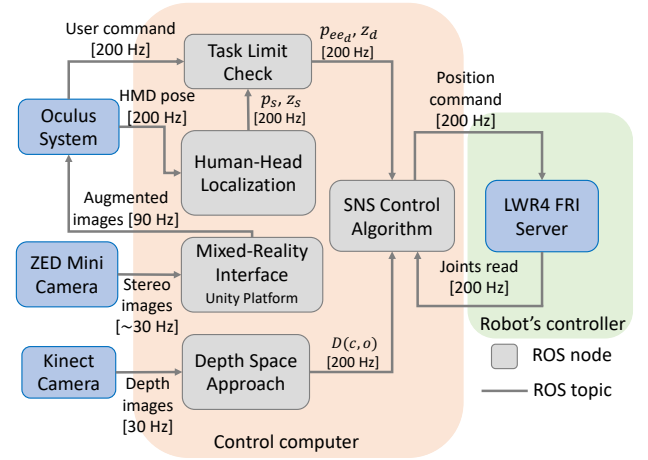 User command
[200 Hz]
Task Limit
Check
$p_{ee_d}, z_d$
[200 Hz]
HMD pose
[200 Hz]
$p_s, z_s$
[200 Hz]
Position
command
[200 Hz]
Oculus
System
Human-Head
Localization
SNS Control
Algorithm
LWR4 FRI
Server
Augmented
images [90 Hz]
Mixed-Reality
Interface
Unity Platform
ZED Mini
Camera
Stereo
images
[~30 Hz]
Joints read
[200 Hz]
Robot's controller
Kinect
Camera
Depth Space
Approach
$D(c, o)$
[200 Hz]
Depth
images
[30 Hz]
ROS node
ROS topic
Control computer